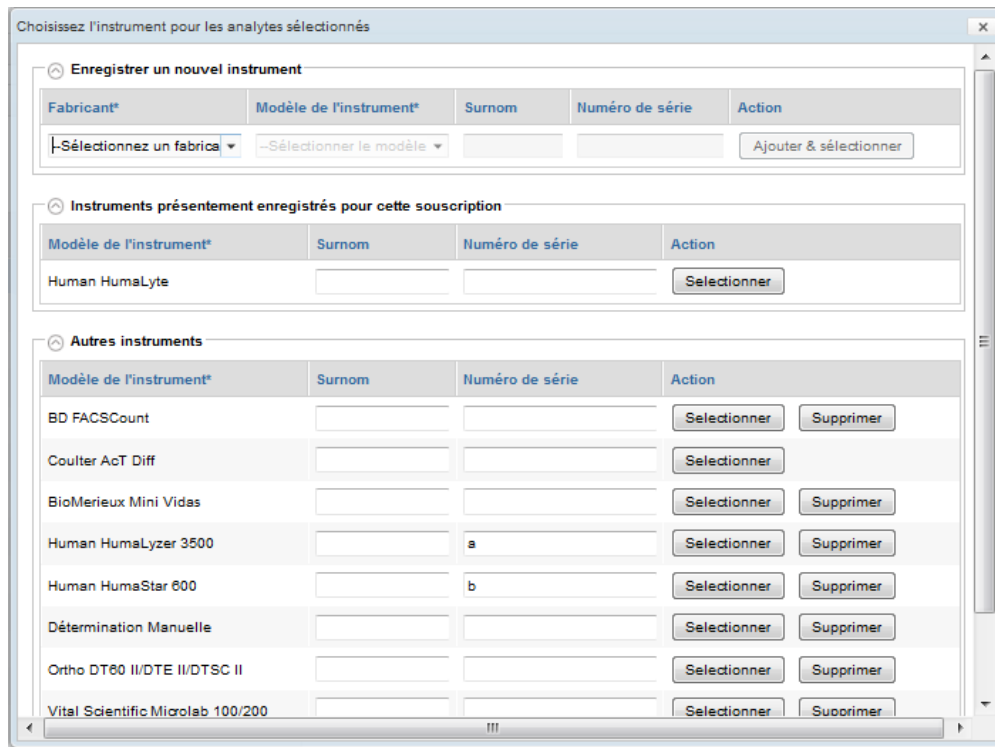 Choisissez l'instrument pour les analytes sélectionnés
Enregistrer un nouvel instrument
Fabricant* Modèle de l'instrument* Surnom Numéro de série Action
--Sélectionnez un fabrica --Sélectionner le modèle Ajouter & sélectionner
Instruments présentement enregistrés pour cette souscription
Modèle de l'instrument* Surnom Numéro de série Action
Human HumaLyte Selectionner
Autres instruments
Modèle de l'instrument* Surnom Numéro de série Action
BD FACSCount Selectionner Supprimer
Coulter AcT Diff Selectionner
BioMerieux Mini Vidas Selectionner Supprimer
Human HumaLyzer 3500 a Selectionner Supprimer
Human HumaStar 600 b Selectionner Supprimer
Détermination Manuelle Selectionner Supprimer
Ortho DT60 II/DTE II/DTSC II Selectionner Supprimer
Vital Scientific Microlab 100/200 Selectionner Supprimer